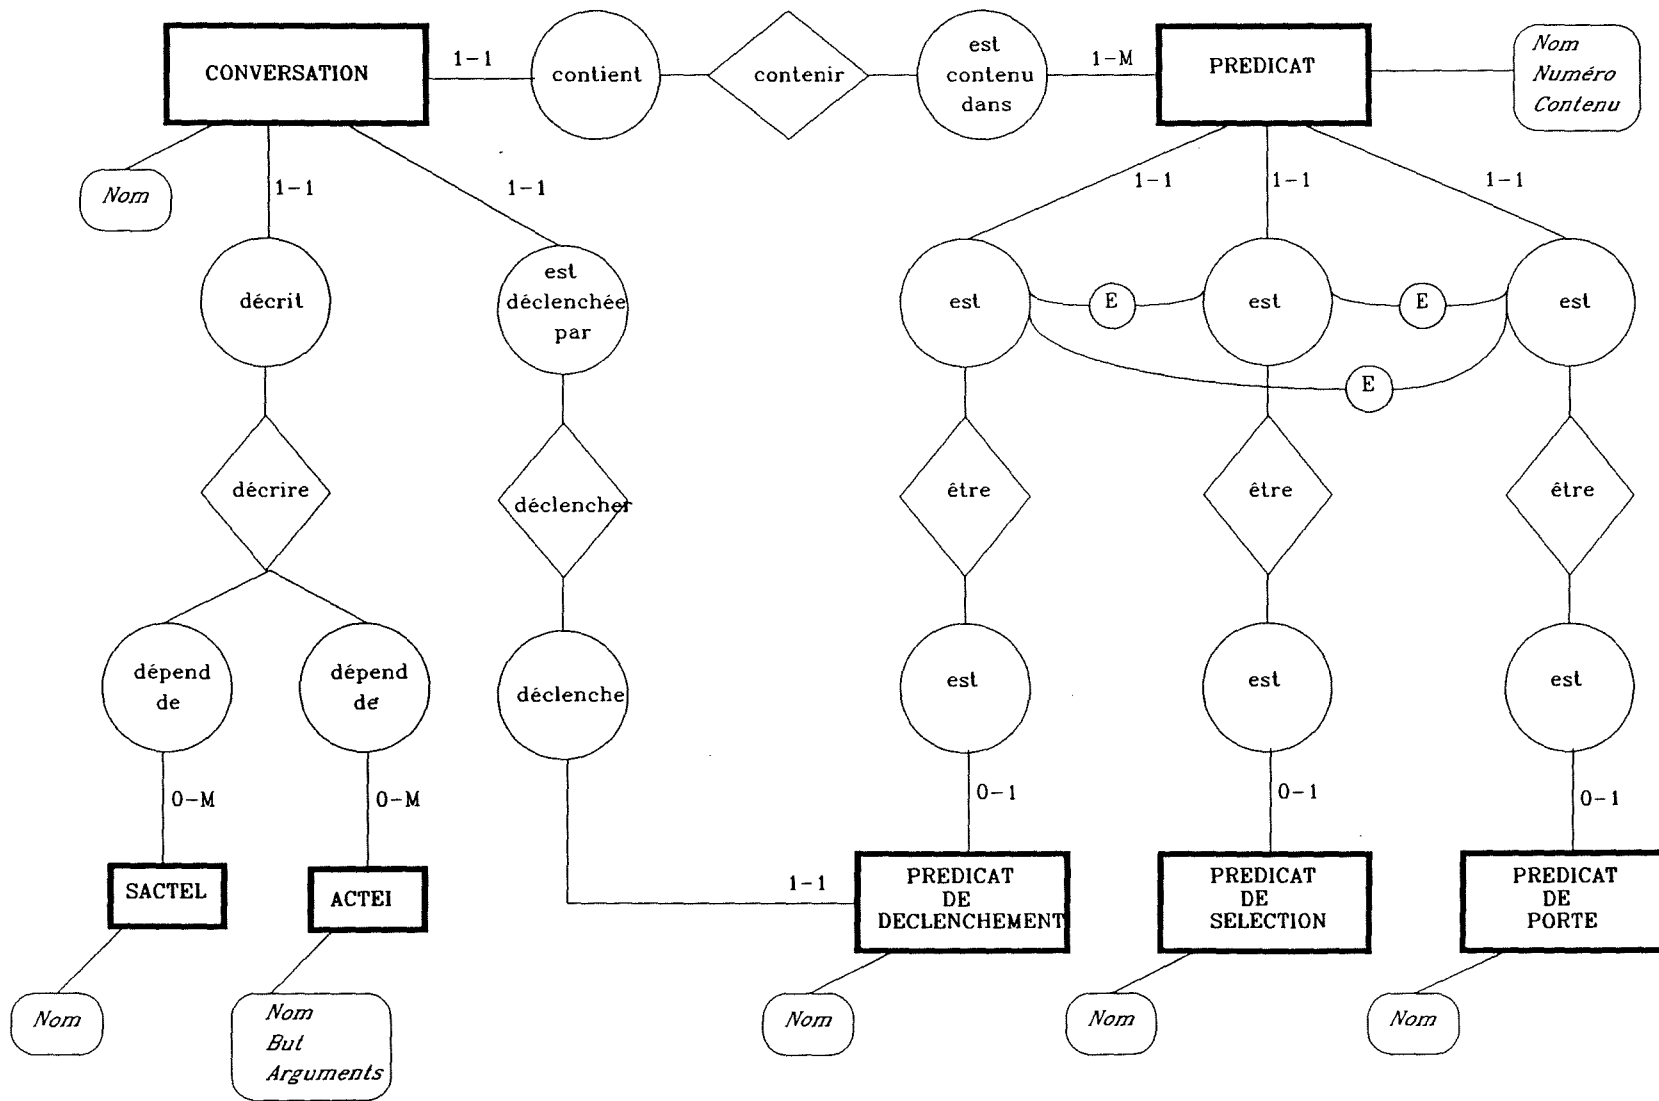 CONVERSATION
1-1
contient
contenir
est
contenu
dans
1-M
PREDICAT
Nom
Numéro
Contenu
Nom
1-1
1-1
1-1
1-1
1-1
décrit
est
déclenchée
par
est
E
est
E
est
E
décrire
déclencher
être
être
être
dépend
de
dépend
de
déclenche
est
est
est
0-M
0-M
0-1
0-1
0-1
SACTEL
ACTEI
1-1
PREDICAT
DE
DECLENCHEMENT
PREDICAT
DE
SELECTION
PREDICAT
DE
PORTE
Nom
Nom
But
Arguments
Nom
Nom
Nom